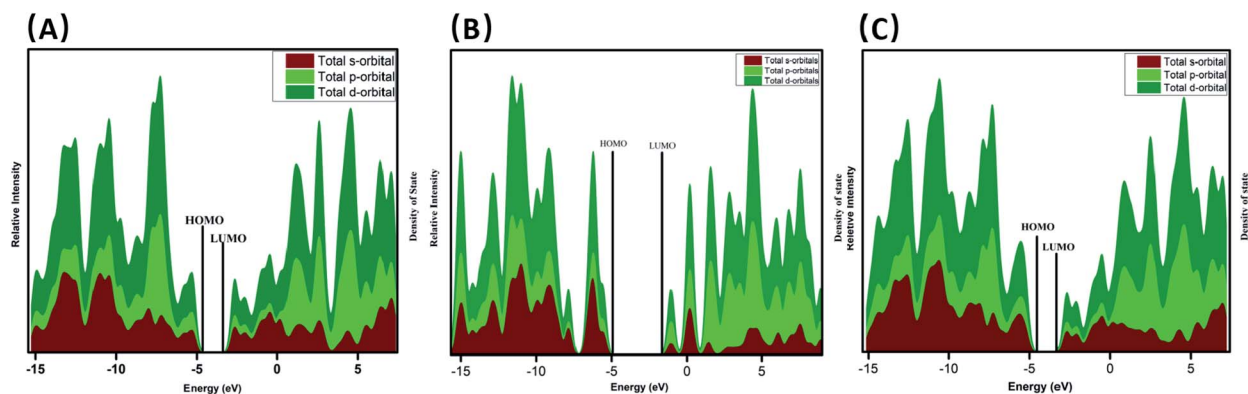 (A)
Total s-orbital
Total p-orbital
Total d-orbital
HOMO
LUMO
Relative Intensity
Density of State
-15 -10 -5 0 5
Energy (eV)
(B)
Total s-orbitals
Total p-orbitals
Total d-orbitals
HOMO
LUMO
Relative Intensity
Density of state
-15 -10 -5 0 5
Energy (eV)
(C)
Total s-orbital
Total p-orbital
Total d-orbital
HOMO
LUMO
Reletive Intensity
Density of state
-15 -10 -5 0 5
Energy (eV)